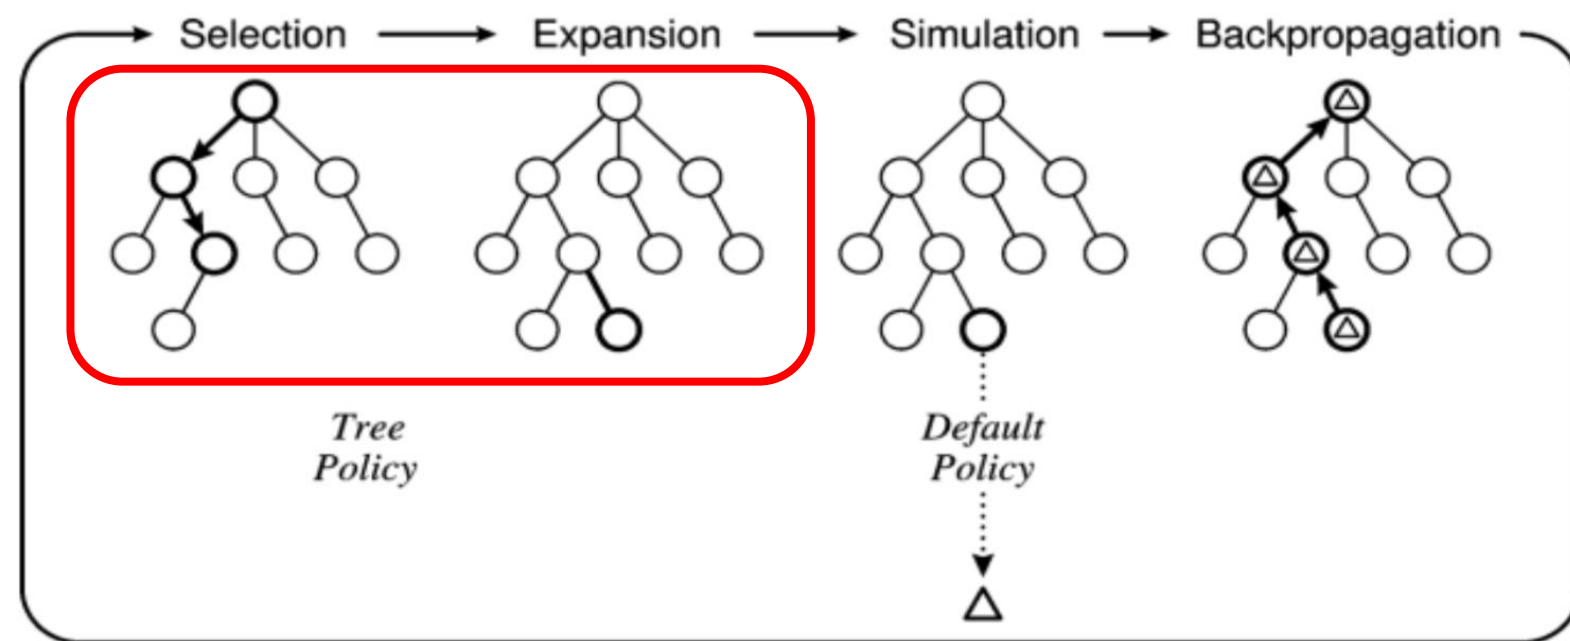 Selection Expansion Simulation Backpropagation
Tree
Policy
Default
Policy